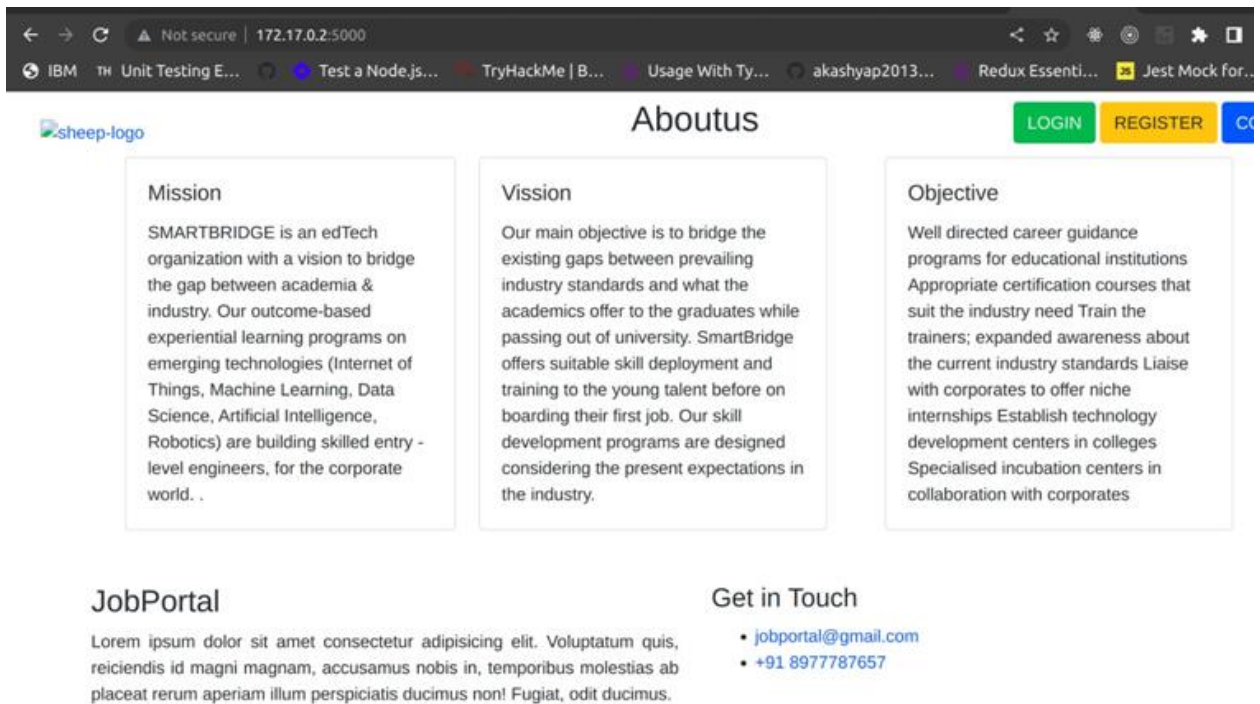 Not secure | 172.17.0.2:5000
IBM TH Unit Testing E... Test a Node.js... TryHackMe | B... Usage With Ty... akashyap2013... Redux Essenti... JS Jest Mock for...
sheep-logo
Aboutus
LOGIN REGISTER CO
Mission
SMARTBRIDGE is an edTech
organization with a vision to bridge
the gap between academia &
industry. Our outcome-based
experiential learning programs on
emerging technologies (Internet of
Things, Machine Learning, Data
Science, Artificial Intelligence,
Robotics) are building skilled entry -
level engineers, for the corporate
world. .
Vission
Our main objective is to bridge the
existing gaps between prevailing
industry standards and what the
academics offer to the graduates while
passing out of university. SmartBridge
offers suitable skill deployment and
training to the young talent before on
boarding their first job. Our skill
development programs are designed
considering the present expectations in
the industry.
Objective
Well directed career guidance
programs for educational institutions
Appropriate certification courses that
suit the industry need Train the
trainers; expanded awareness about
the current industry standards Liaise
with corporates to offer niche
internships Establish technology
development centers in colleges
Specialised incubation centers in
collaboration with corporates
JobPortal
Lorem ipsum dolor sit amet consectetur adipisicing elit. Voluptatum quis,
reiciendis id magni magnam, accusamus nobis in, temporibus molestias ab
placeat rerum aperiam illum perspiciatis ducimus non! Fugiat, odit ducimus.
Get in Touch
• jobportal@gmail.com
• +91 8977787657